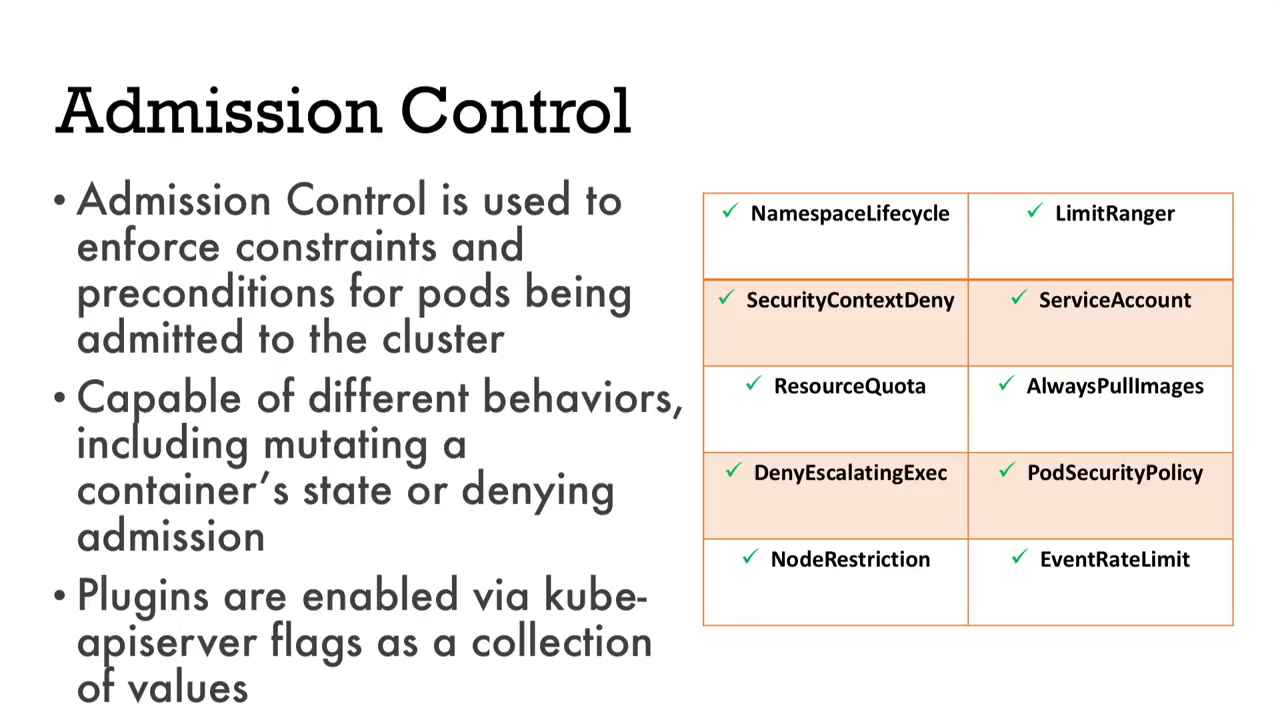 Admission Control
• Admission Control is used to
enforce constraints and
preconditions for pods being
admitted to the cluster
• Capable of different behaviors,
including mutating a
container’s state or denying
admission
• Plugins are enabled via kube-
apiserver flags as a collection
of values
✓ NamespaceLifecycle
✓ LimitRanger
✓ SecurityContextDeny
✓ ServiceAccount
✓ ResourceQuota
✓ AlwaysPullImages
✓ DenyEscalatingExec
✓ PodSecurityPolicy
✓ NodeRestriction
✓ EventRateLimit